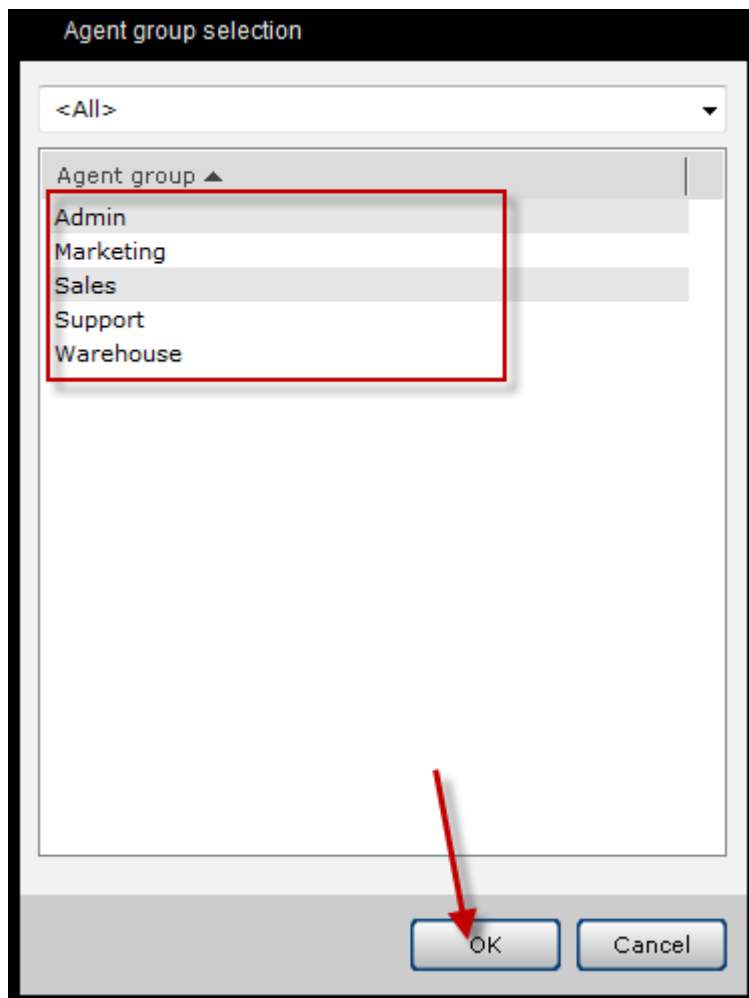 Agent group selection
<All>
Agent group
Admin
Marketing
Sales
Support
Warehouse
OK
Cancel